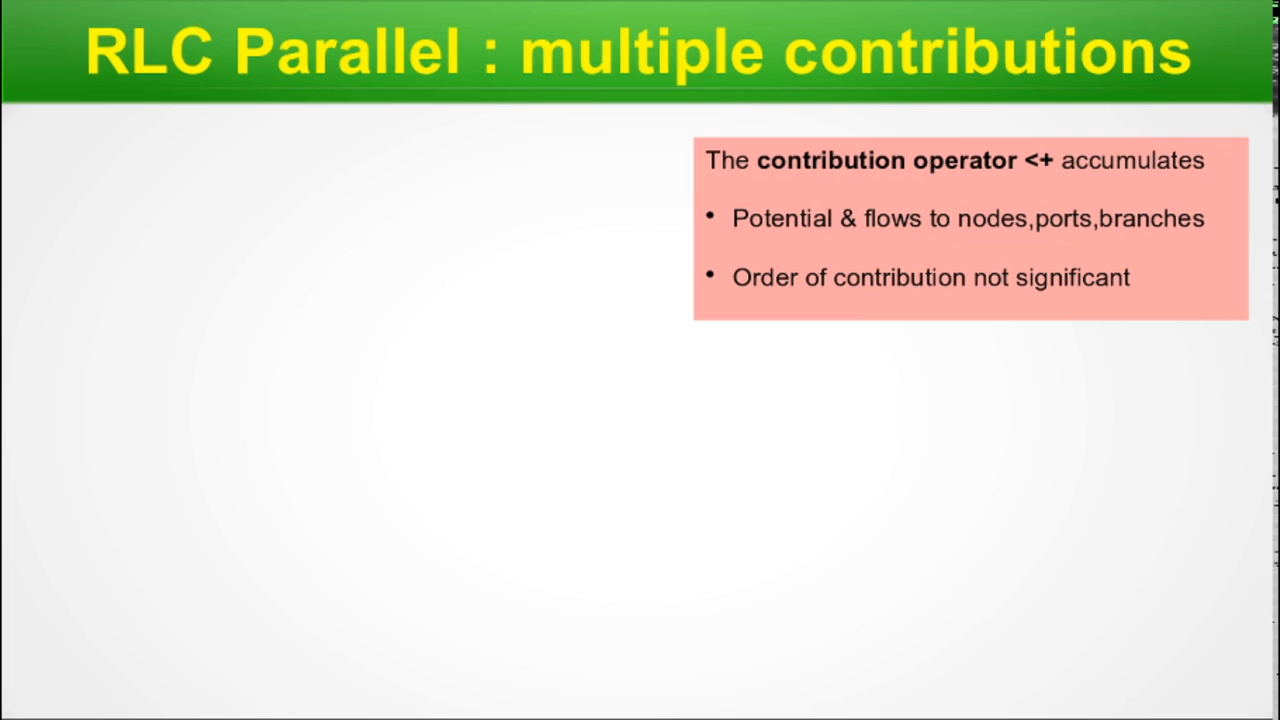 RLC Parallel : multiple contributions
The contribution operator <+ accumulates
• Potential & flows to nodes,ports,branches
• Order of contribution not significant